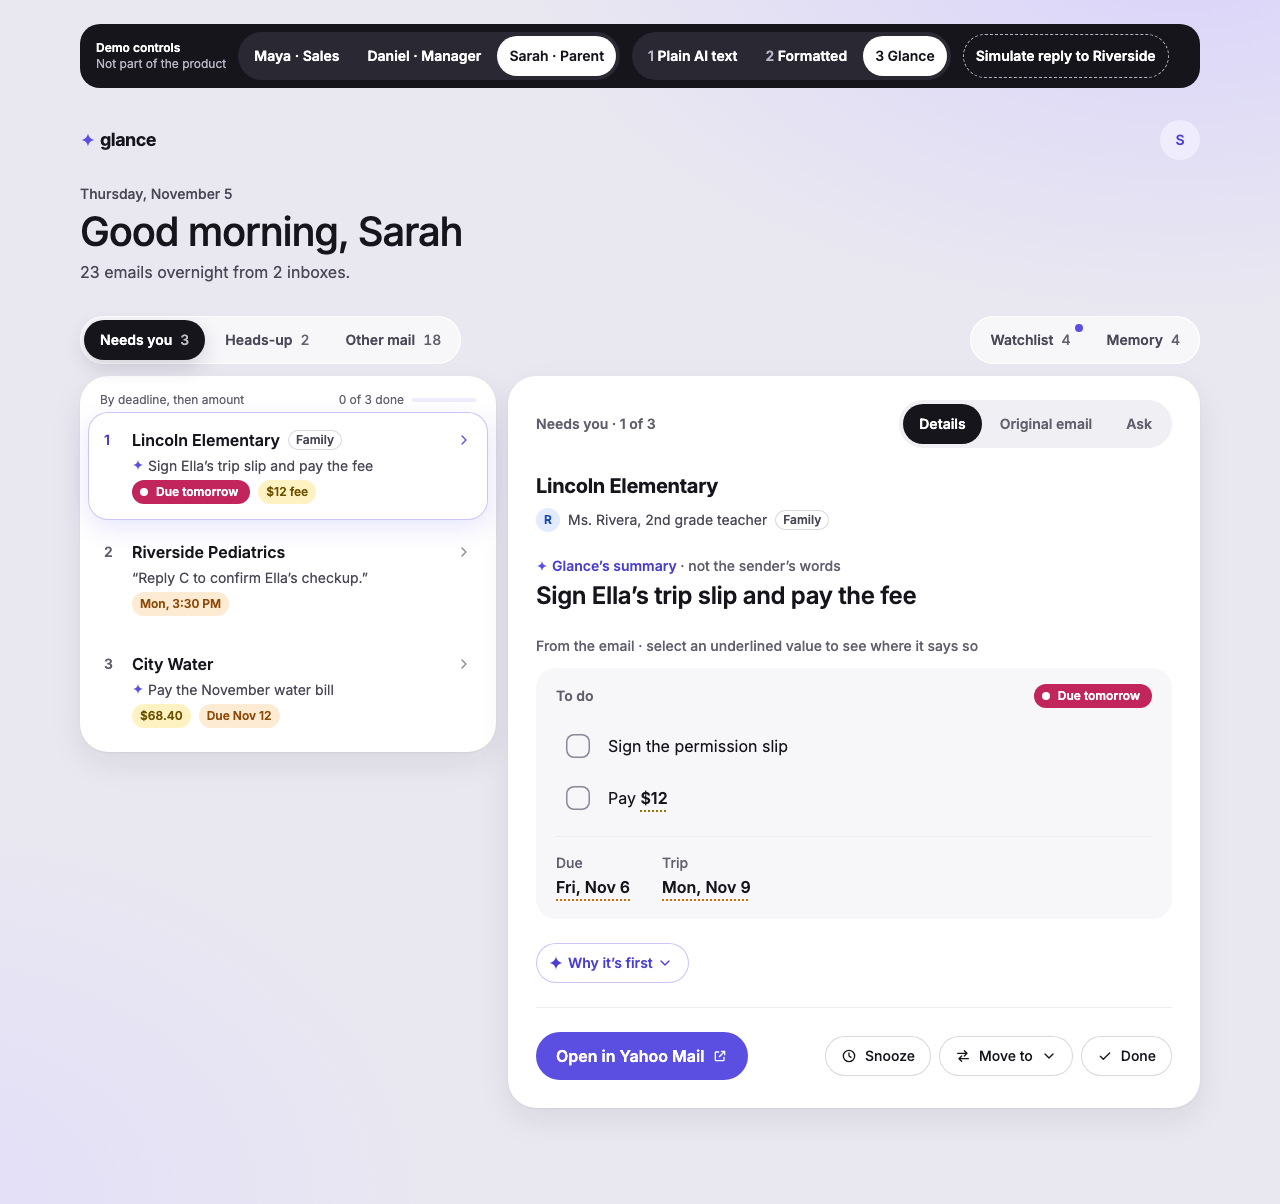 Demo controls
Not part of the product
Maya · Sales
Daniel · Manager
Sarah · Parent
1 Plain AI text
2 Formatted
3 Glance
Simulate reply to Riverside
glance
S
Thursday, November 5
Good morning, Sarah
23 emails overnight from 2 inboxes.
Needs you 3
Heads-up 2
Other mail 18
Watchlist 4
Memory 4
By deadline, then amount
0 of 3 done
1 Lincoln Elementary Family
Sign Ella’s trip slip and pay the fee
Due tomorrow $12 fee
2 Riverside Pediatrics
“Reply C to confirm Ella’s checkup.”
Mon, 3:30 PM
3 City Water
Pay the November water bill
$68.40 Due Nov 12
Needs you · 1 of 3
Details
Original email
Ask
Lincoln Elementary
R Ms. Rivera, 2nd grade teacher Family
Glance’s summary · not the sender’s words
Sign Ella’s trip slip and pay the fee
From the email · select an underlined value to see where it says so
To do
Due tomorrow
Sign the permission slip
Pay $12
Due
Fri, Nov 6
Trip
Mon, Nov 9
Why it’s first
Open in Yahoo Mail
Snooze
Move to
Done